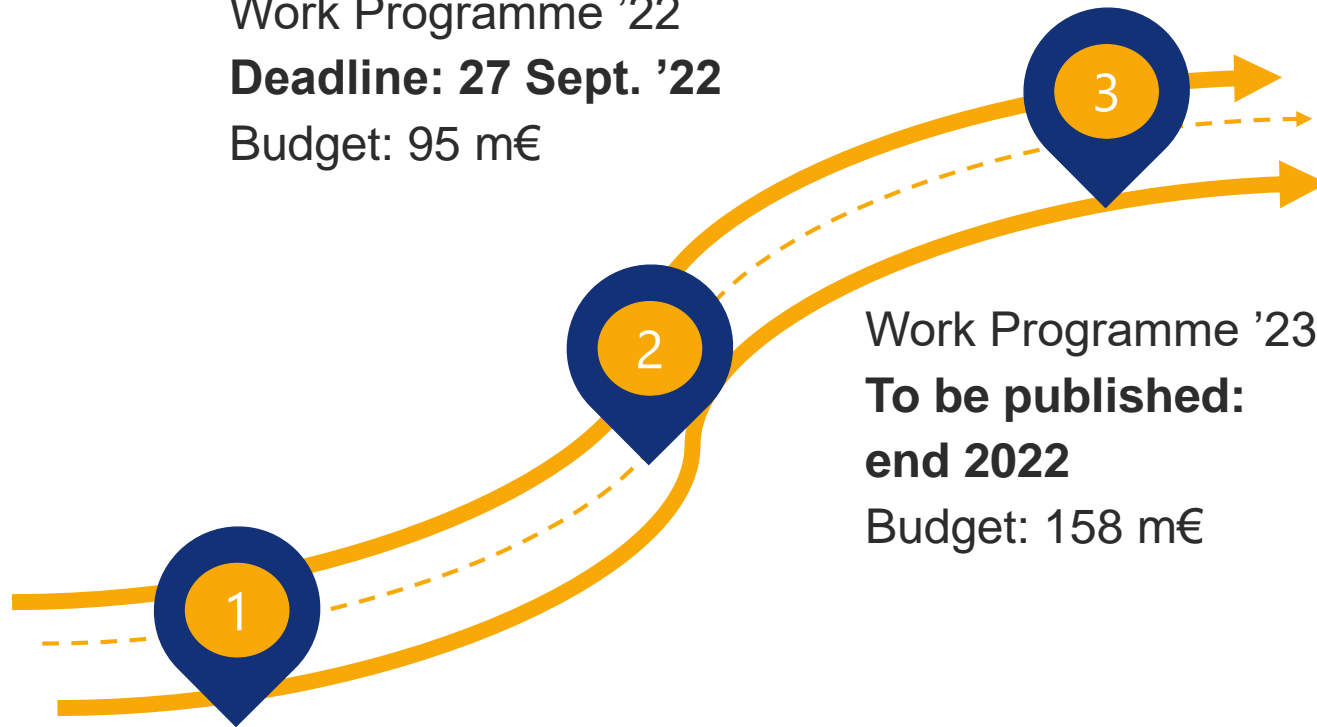 Work Programme ’22
Deadline: 27 Sept. ’22
Budget: 95 m€
3
2
Work Programme ’23
To be published:
end 2022
Budget: 158 m€
1